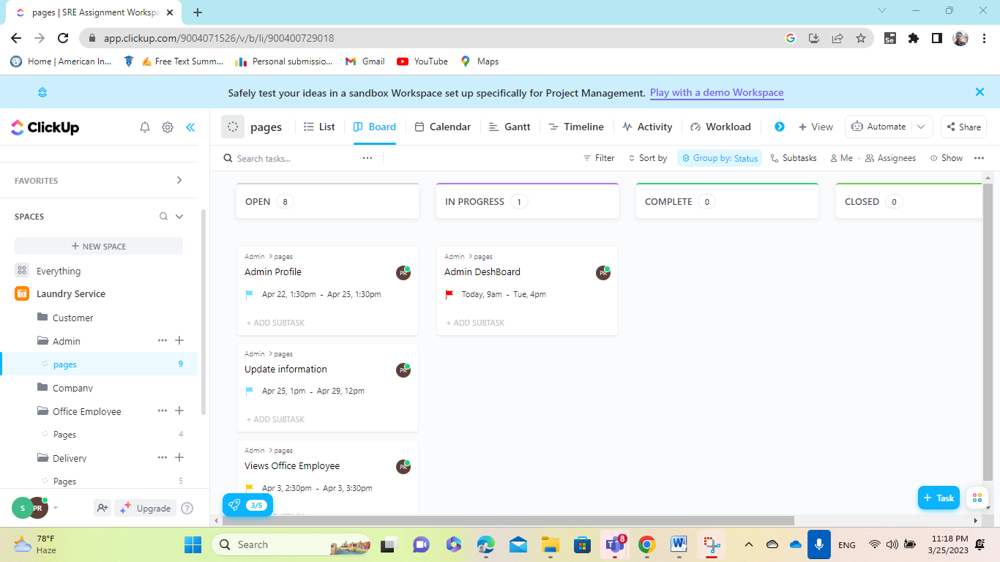 pages | SRE Assignment Workspa
app.clickup.com/9004071526/v/b/li/900400729018
Se
Home | American In...
Free Text Summ...
Personal submissio...
Gmail
YouTube
Maps
Safely test your ideas in a sandbox Workspace set up specifically for Project Management. Play with a demo Workspace
ClickUp
pages
List
Board
Calendar
Gantt
Timeline
Activity
Workload
+ View
Automate
Share
Search tasks...
Filter
Sort by
Group by: Status
Subtasks
Me
Assignees
Show
FAVORITES
SPACES
+ NEW SPACE
Everything
Laundry Service
Customer
Admin
pages 9
Company
Office Employee
Pages 4
Delivery
Pages 5
S PR
Upgrade
?
OPEN 8
Admin > pages
Admin Profile
PR
Apr 22, 1:30pm - Apr 25, 1:30pm
+ ADD SUBTASK
Admin > pages
Update information
PR
Apr 25, 1pm - Apr 29, 12pm
+ ADD SUBTASK
Admin > pages
Views Office Employee
PR
Apr 3, 2:30pm - Apr 3, 3:30pm
3/5
IN PROGRESS 1
Admin > pages
Admin DeshBoard
PR
Today, 9am - Tue, 4pm
+ ADD SUBTASK
COMPLETE 0
CLOSED 0
+ Task
78°F
Haze
Search
8
ENG
11:18 PM
3/25/2023